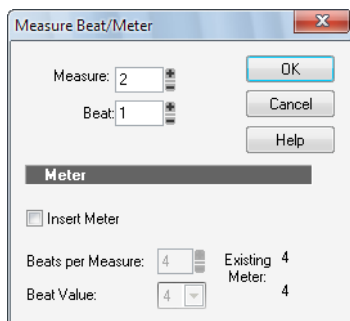 Measure Beat/Meter
Measure: 2
OK
Beat: 1
Cancel
Help
Meter
Insert Meter
Beats per Measure: 4
Existing Meter: 4
4
Beat Value: 4